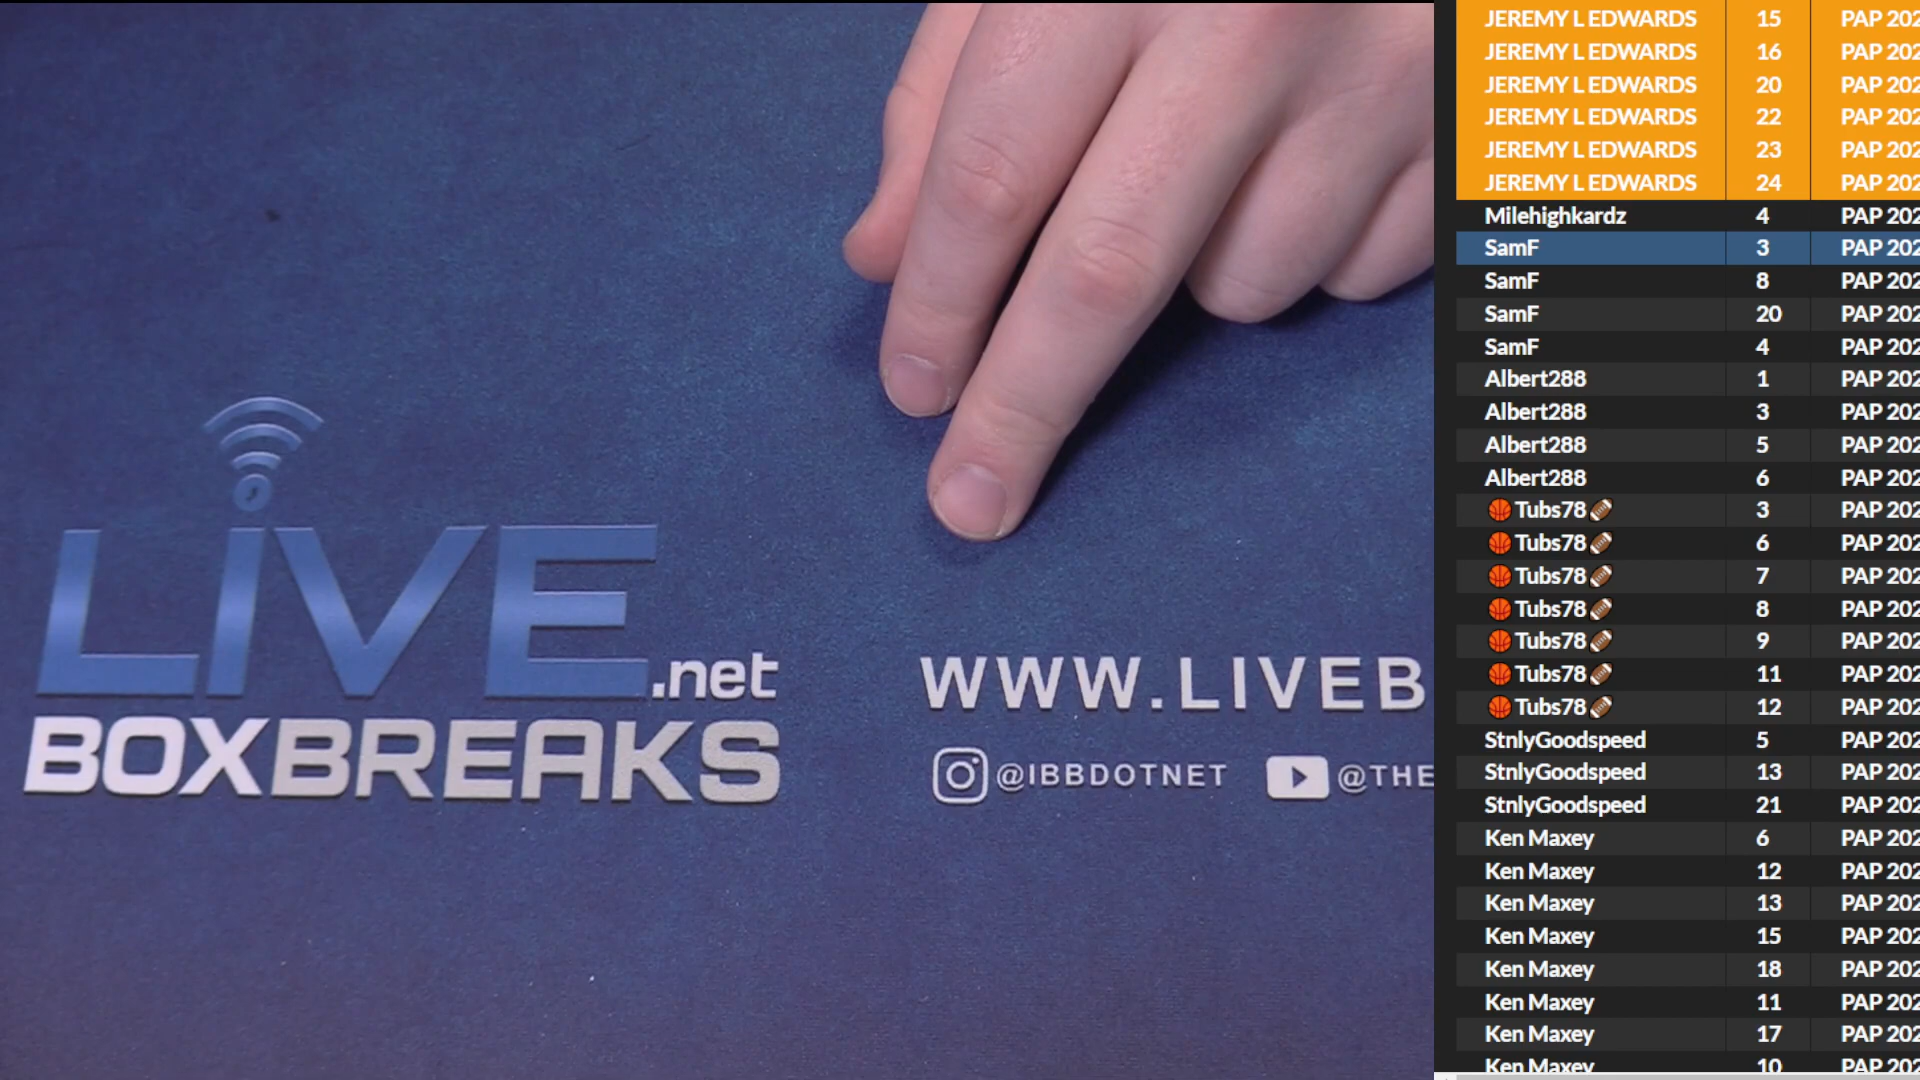 LIVE.net
BOXBREAKS
WWW.LIVEB
@IBBDOTNET @THE
JEREMY L EDWARDS 15 PAP 202
JEREMY L EDWARDS 16 PAP 202
JEREMY L EDWARDS 20 PAP 202
JEREMY L EDWARDS 22 PAP 202
JEREMY L EDWARDS 23 PAP 202
JEREMY L EDWARDS 24 PAP 202
Milehighkardz 4 PAP 202
SamF 3 PAP 202
SamF 8 PAP 202
SamF 20 PAP 202
SamF 4 PAP 202
Albert288 1 PAP 202
Albert288 3 PAP 202
Albert288 5 PAP 202
Albert288 6 PAP 202
🏀Tubs78🏈 3 PAP 202
🏀Tubs78🏈 6 PAP 202
🏀Tubs78🏈 7 PAP 202
🏀Tubs78🏈 8 PAP 202
🏀Tubs78🏈 9 PAP 202
🏀Tubs78🏈 11 PAP 202
🏀Tubs78🏈 12 PAP 202
StnlyGoodspeed 5 PAP 202
StnlyGoodspeed 13 PAP 202
StnlyGoodspeed 21 PAP 202
Ken Maxey 6 PAP 202
Ken Maxey 12 PAP 202
Ken Maxey 13 PAP 202
Ken Maxey 15 PAP 202
Ken Maxey 18 PAP 202
Ken Maxey 11 PAP 202
Ken Maxey 17 PAP 202
Ken Maxey 10 PAP 202